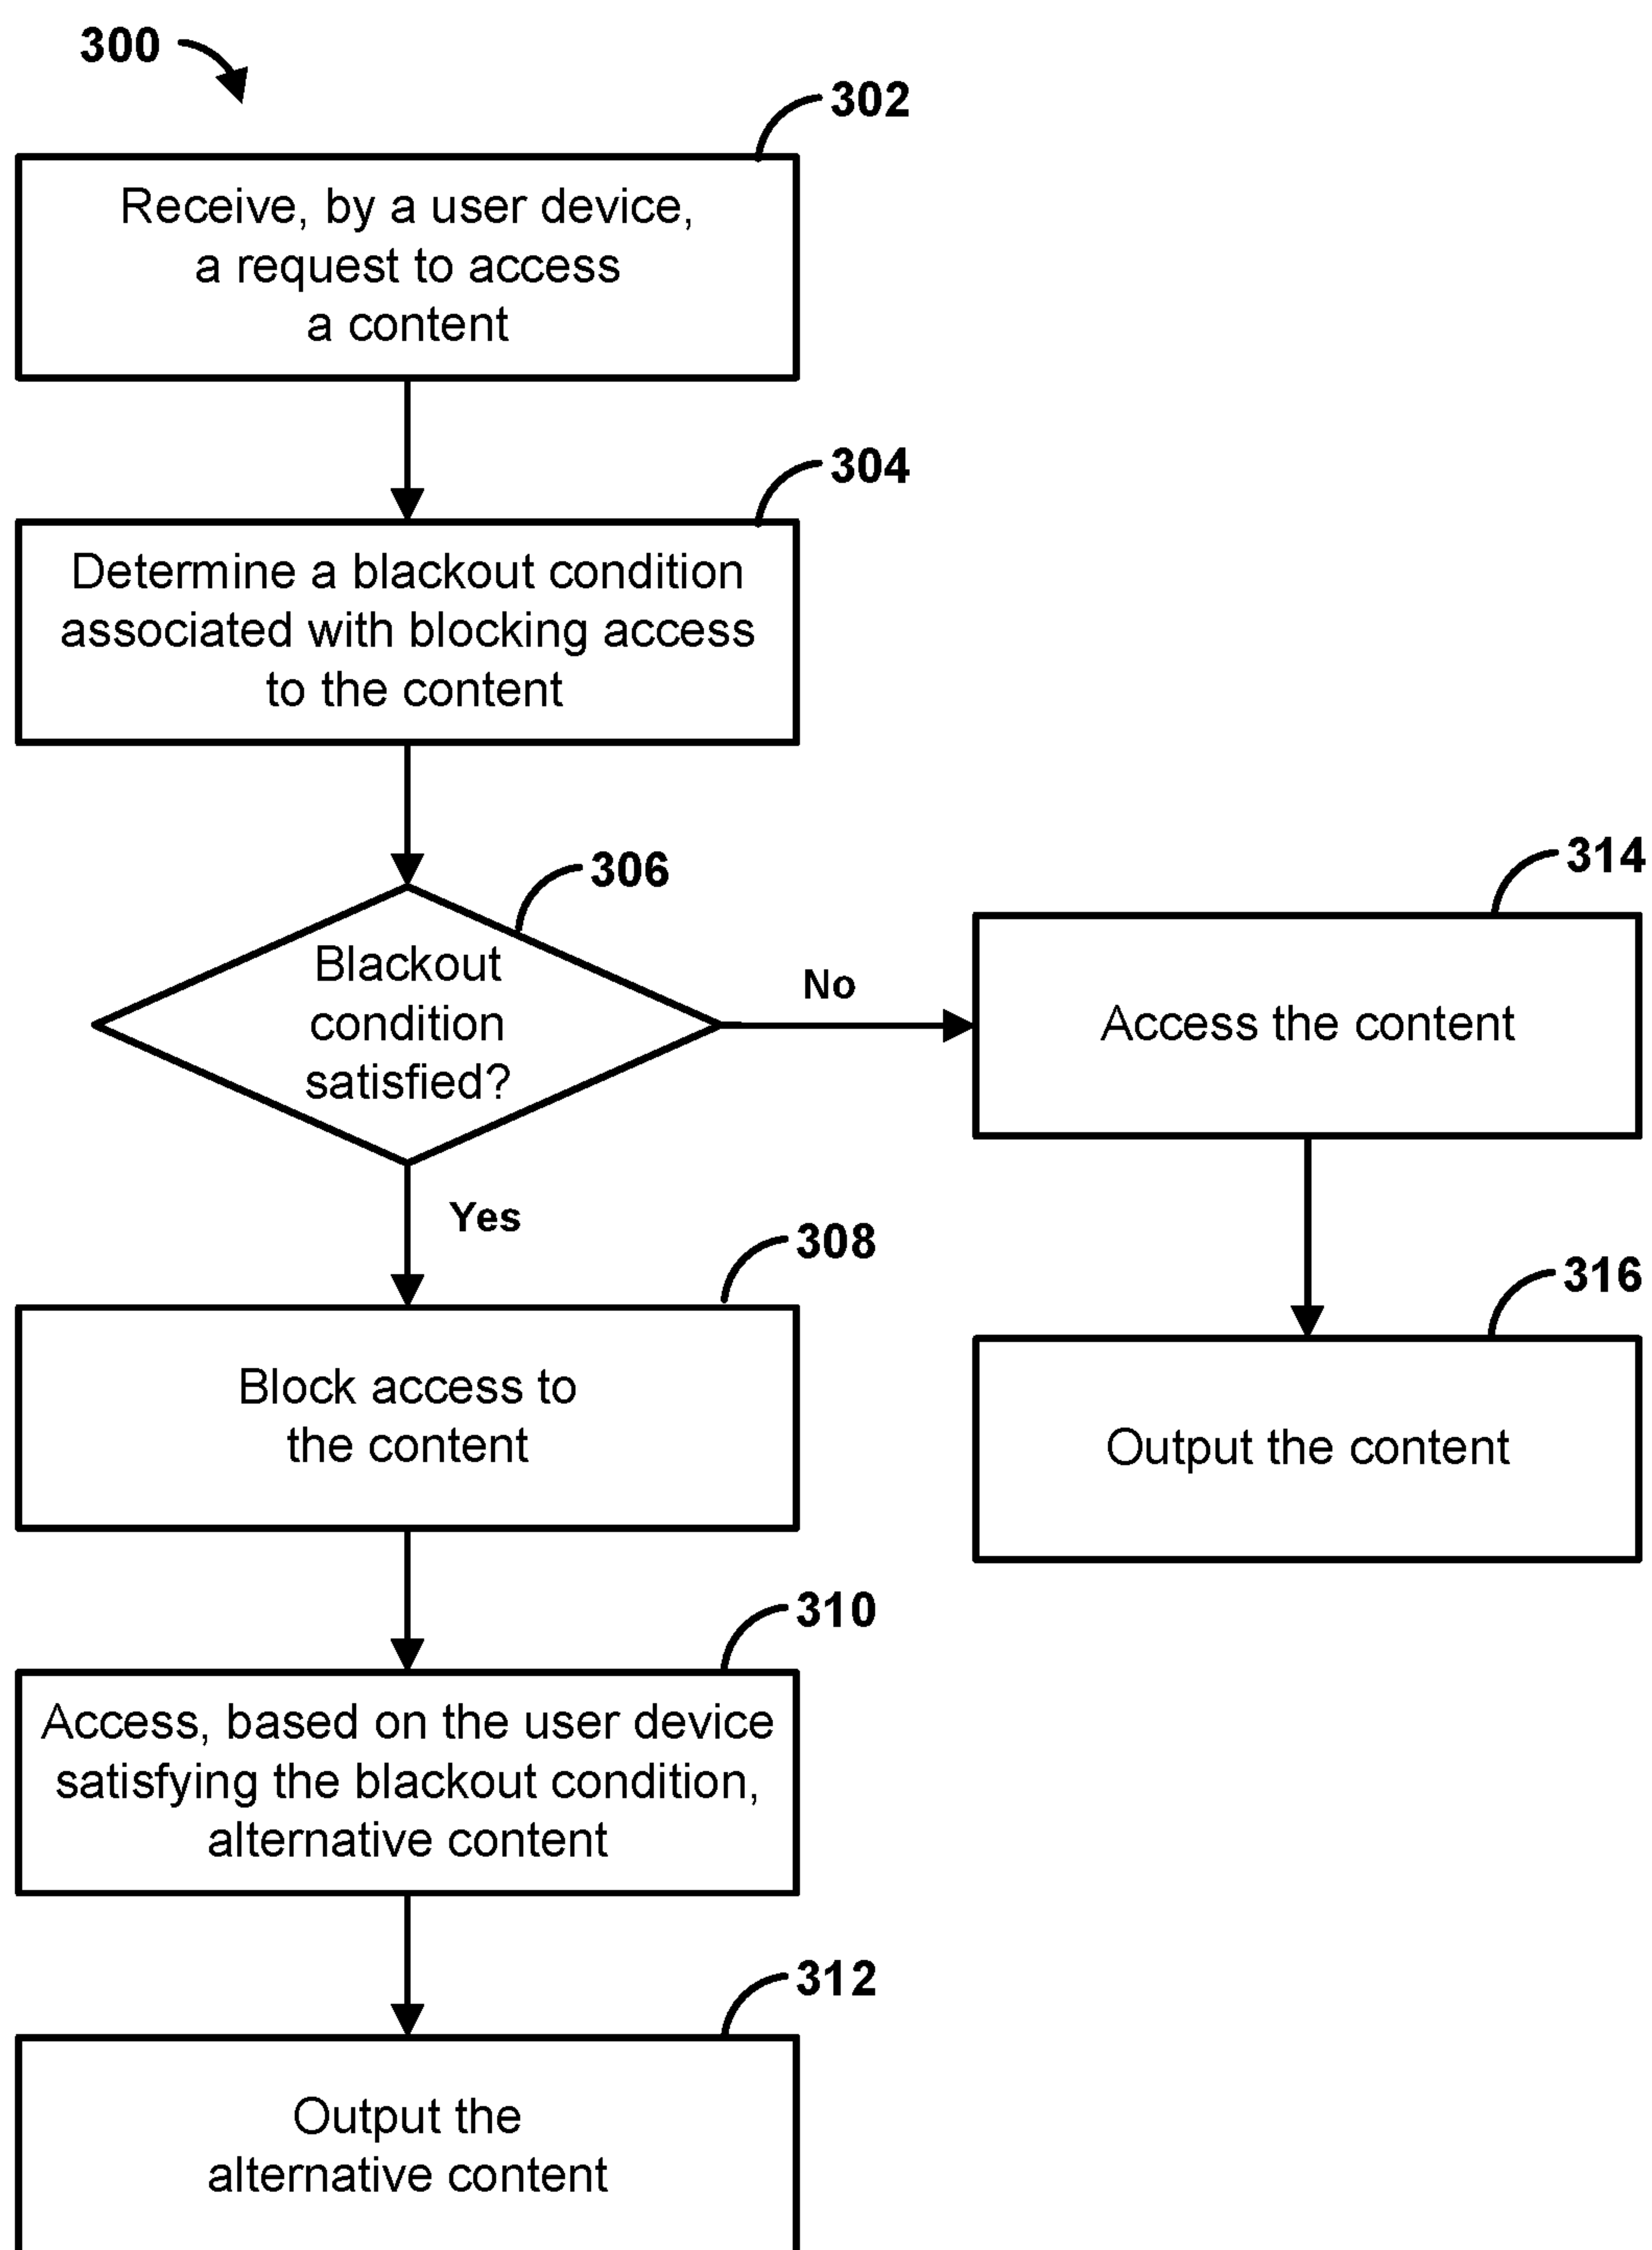 300
302
Receive, by a user device,
a request to access
a content
304
Determine a blackout condition
associated with blocking access
to the content
306
Blackout
condition
satisfied?
No
314
Access the content
Yes
308
Block access to
the content
316
Output the content
310
Access, based on the user device
satisfying the blackout condition,
alternative content
312
Output the
alternative content